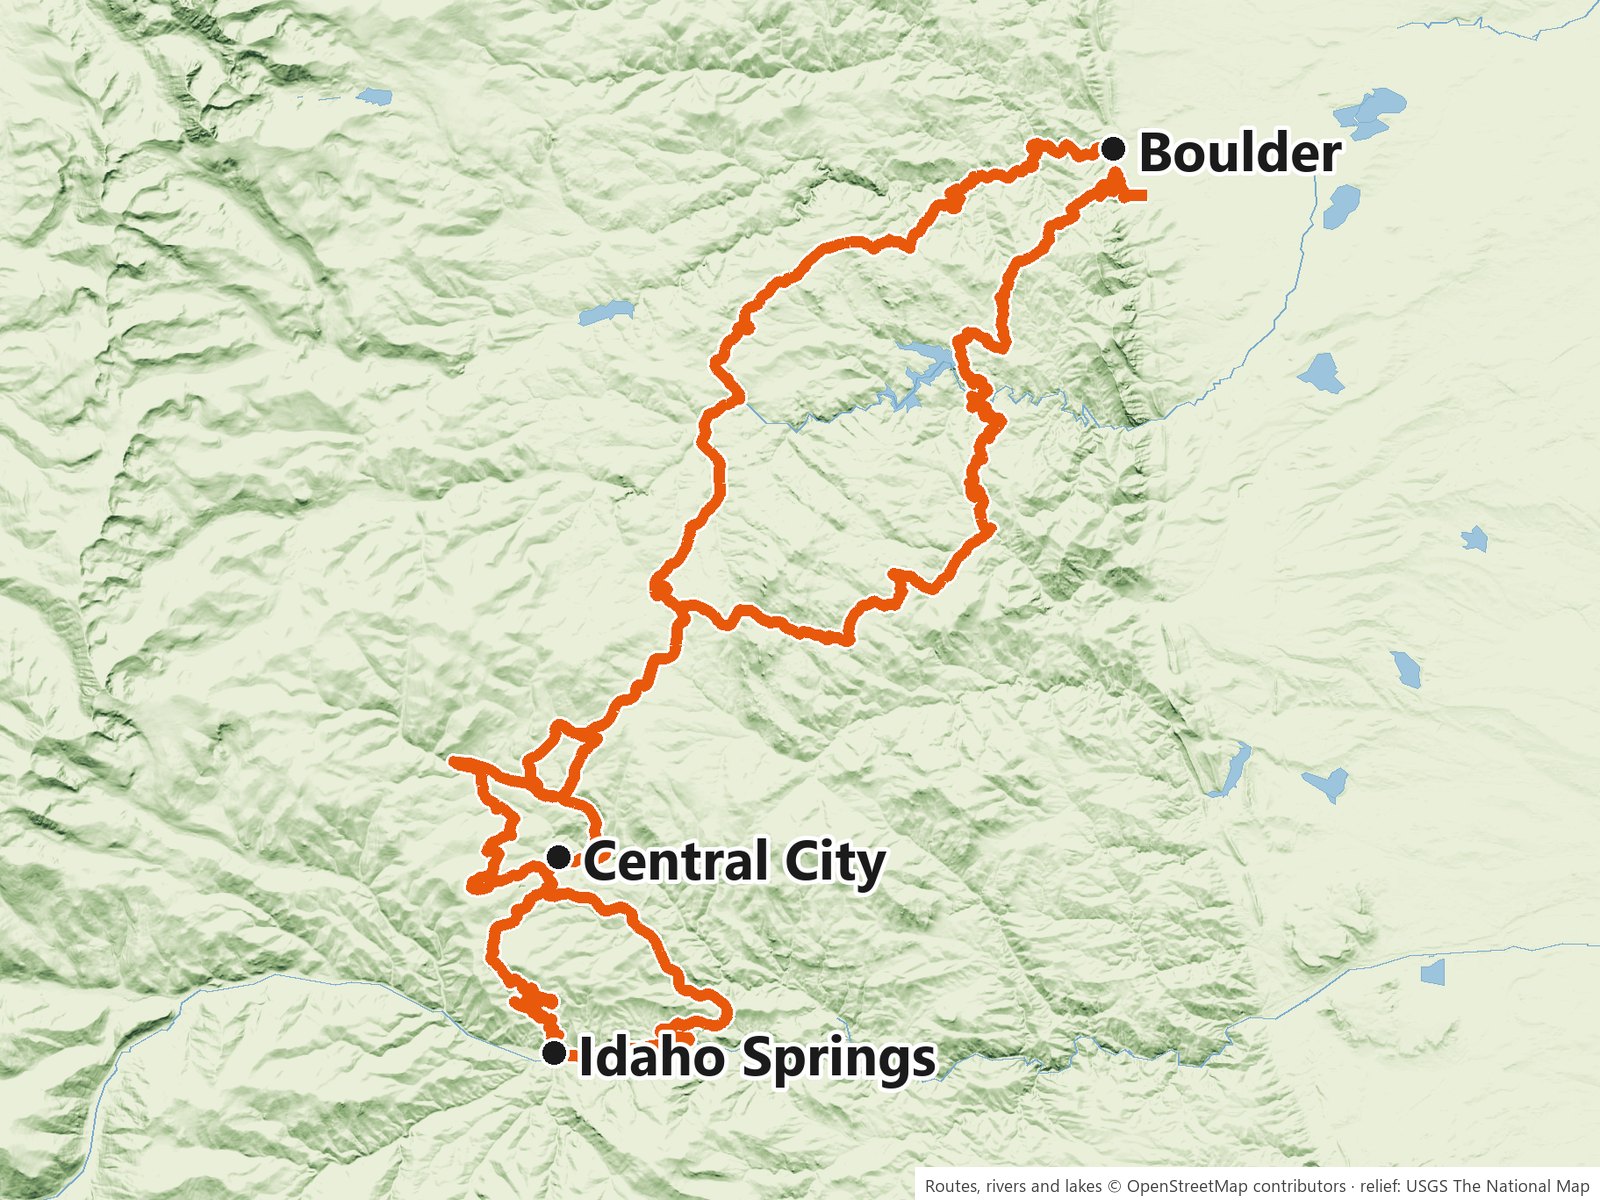 Boulder
Central City
Idaho Springs
Routes, rivers and lakes © OpenStreetMap contributors · relief: USGS The National Map